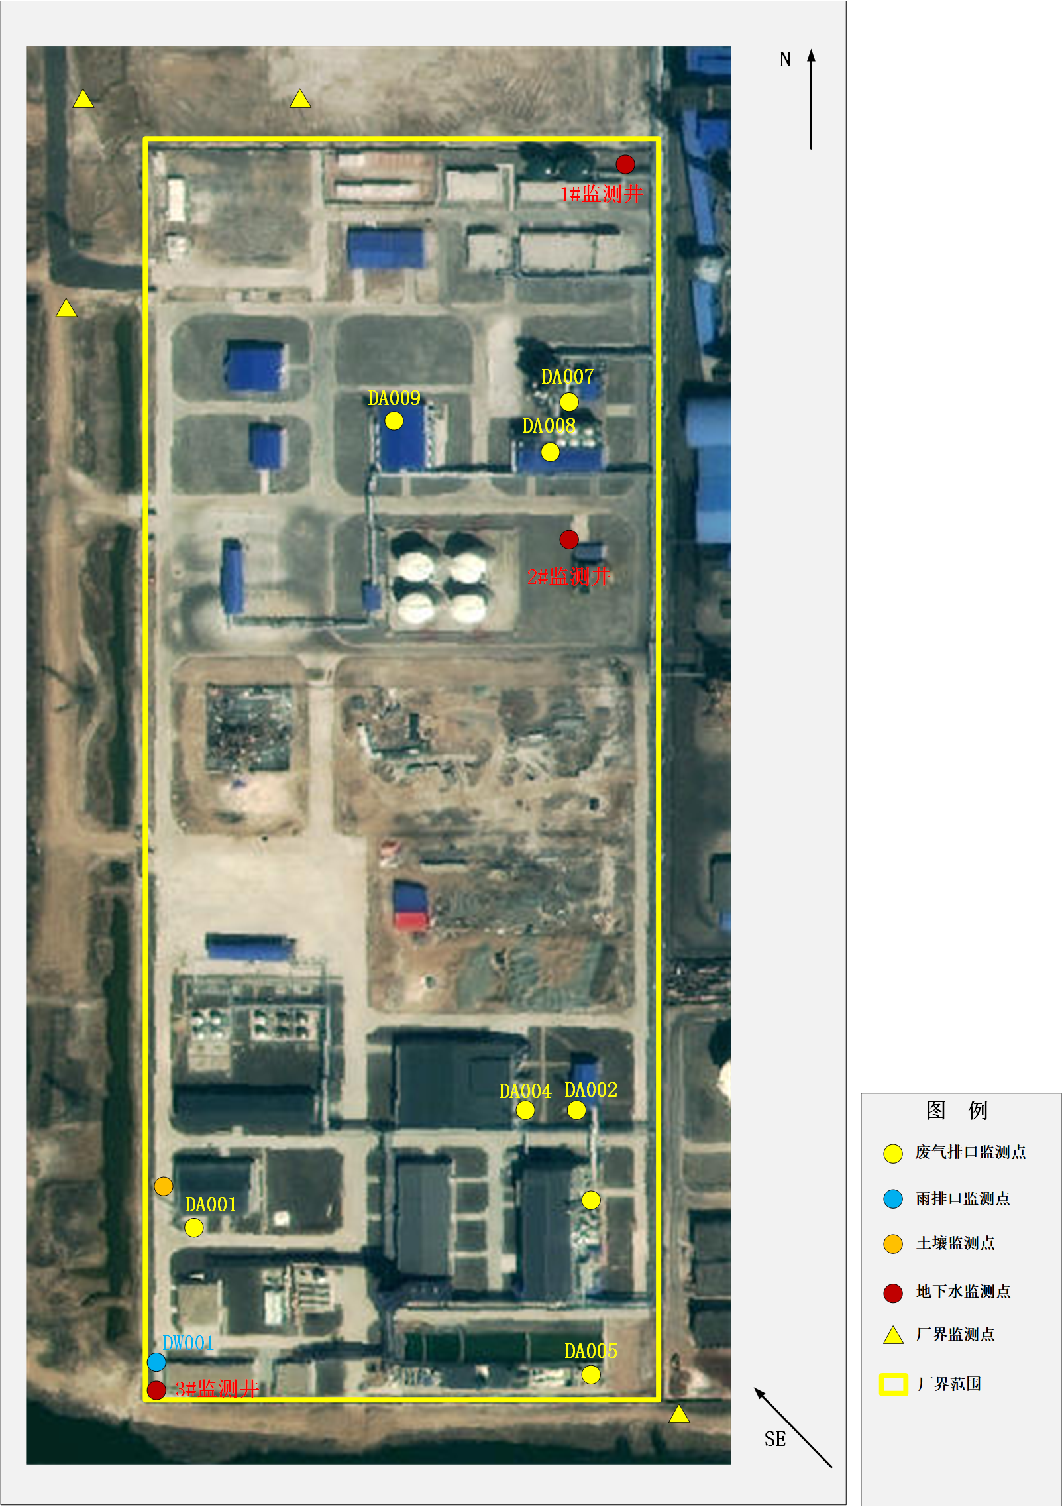 N
1#监测井
DA007
DA009
DA008
2#监测井
DA004
DA002
DA001
DW001
DA005
3#监测井
SE
图 例
废气排口监测点
雨排口监测点
土壤监测点
地下水监测点
厂界监测点
厂界范围